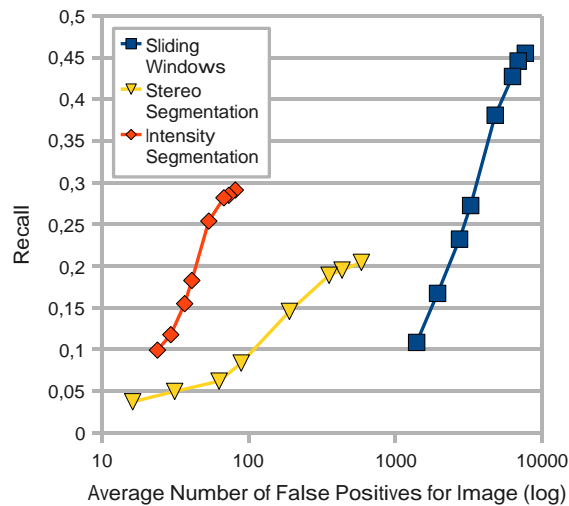 0,5
0,45
0,4
0,35
0,3
0,25
0,2
0,15
0,1
0,05
0
Recall
Sliding
Windows
Stereo
Segmentation
Intensity
Segmentation
10 100 1000 10000
Average Number of False Positives for Image (log)